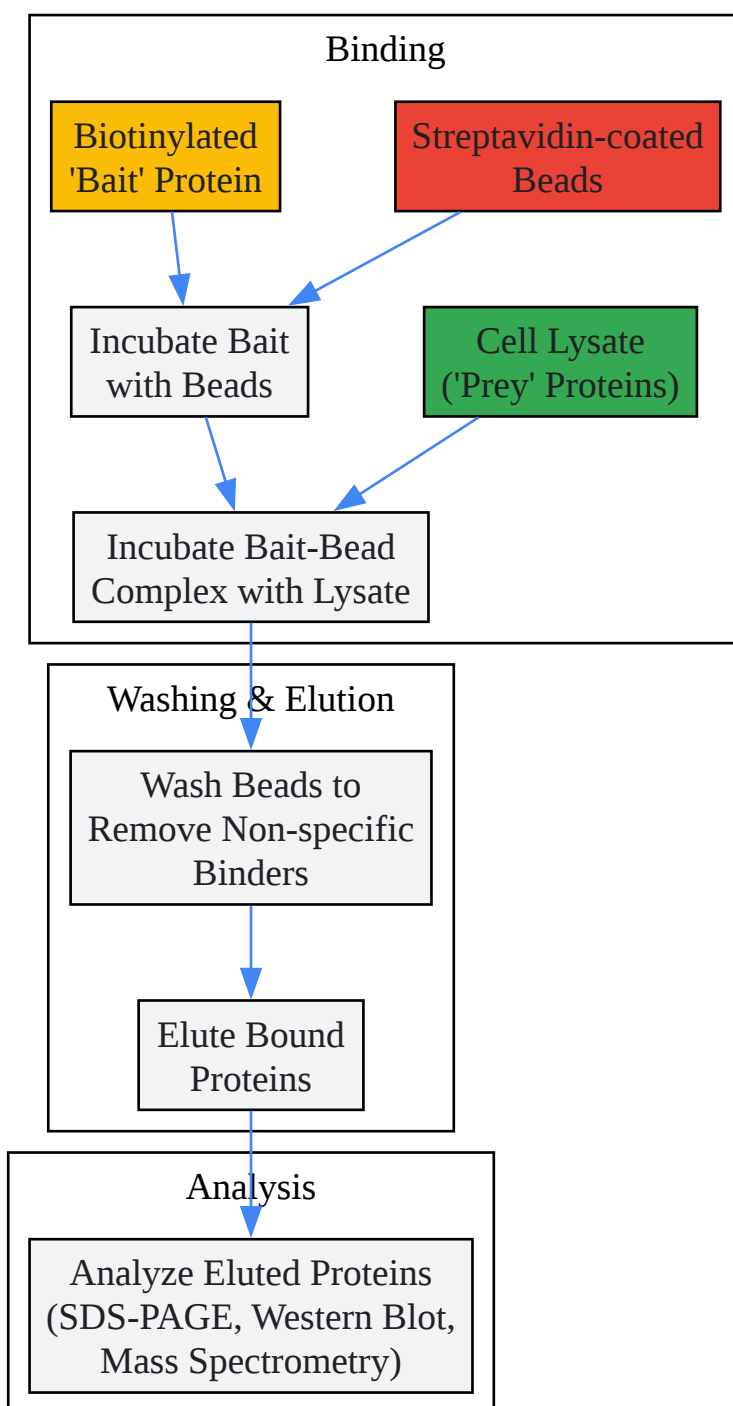 Binding
Biotinylated
'Bait' Protein
Streptavidin-coated
Beads
Incubate Bait
with Beads
Cell Lysate
('Prey' Proteins)
Incubate Bait-Bead
Complex with Lysate
Washing & Elution
Wash Beads to
Remove Non-specific
Binders
Elute Bound
Proteins
Analysis
Analyze Eluted Proteins
(SDS-PAGE, Western Blot,
Mass Spectrometry)